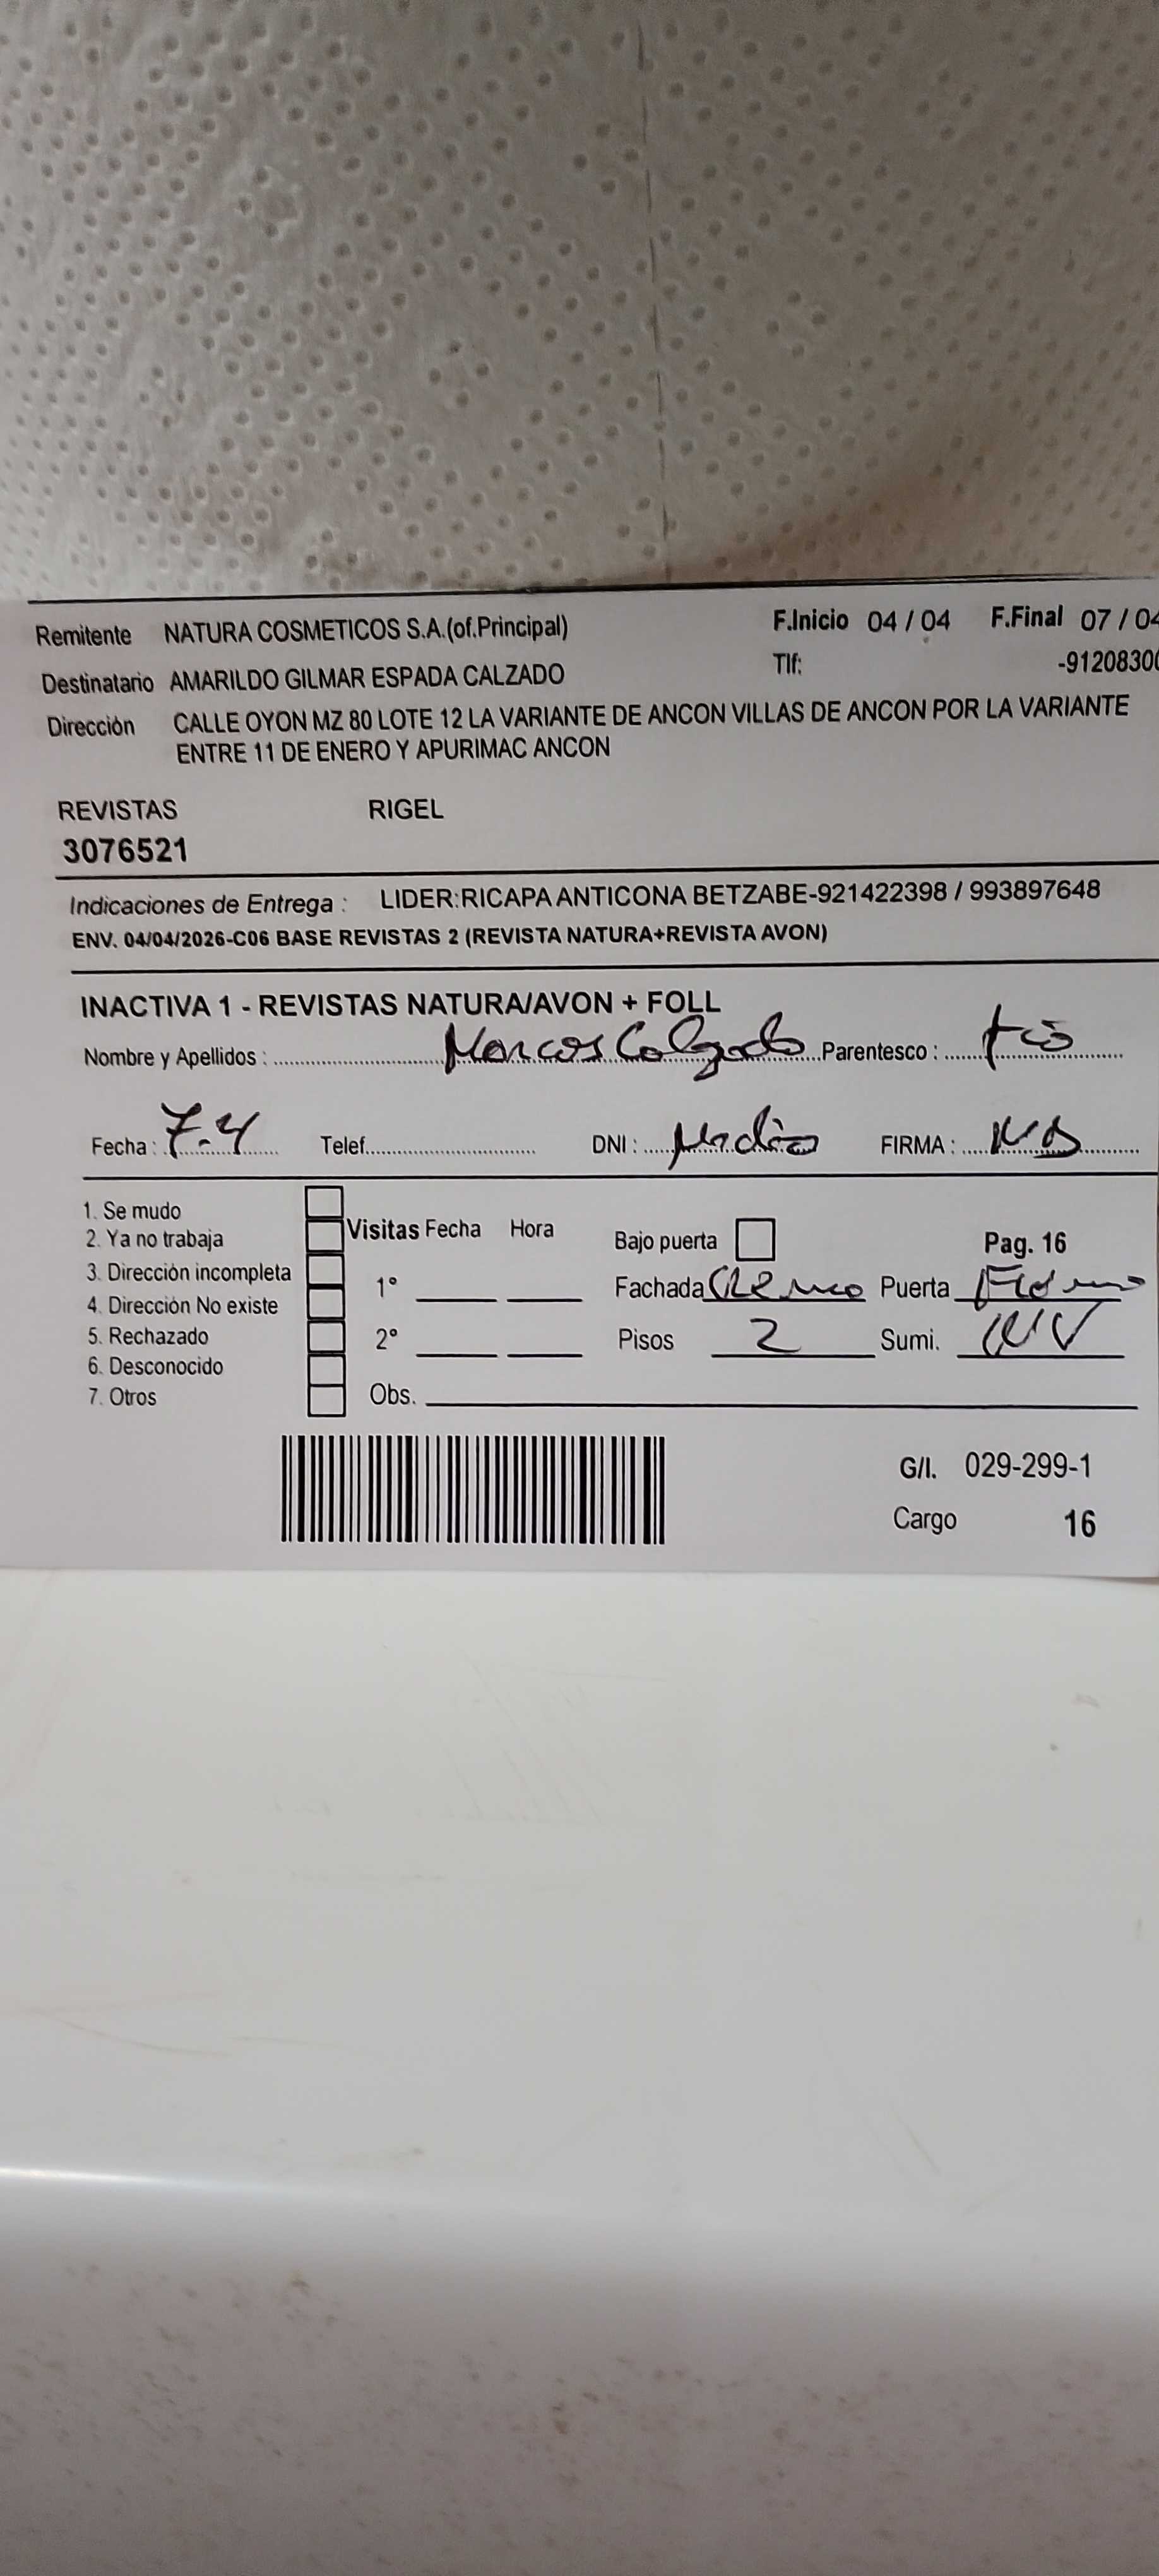 Remitente NATURA COSMETICOS S.A.(of.Principal) F.Inicio 04 / 04 F.Final 07 / 04
Destinatario AMARILDO GILMAR ESPADA CALZADO Tlf: -91208300
Dirección CALLE OYON MZ 80 LOTE 12 LA VARIANTE DE ANCON VILLAS DE ANCON POR LA VARIANTE
ENTRE 11 DE ENERO Y APURIMAC ANCON
REVISTAS RIGEL
3076521
Indicaciones de Entrega : LIDER:RICAPA ANTICONA BETZABE-921422398 / 993897648
ENV. 04/04/2026-C06 BASE REVISTAS 2 (REVISTA NATURA+REVISTA AVON)
INACTIVA 1 - REVISTAS NATURA/AVON + FOLL
Nombre y Apellidos : Marcos Calzado Parentesco : tio
Fecha : 7-4 Telef. DNI : FIRMA :
1. Se mudo
2. Ya no trabaja
3. Dirección incompleta
4. Dirección No existe
5. Rechazado
6. Desconocido
7. Otros
Visitas Fecha Hora
1°
2°
Obs.
Bajo puerta Pag. 16
Fachada Puerta
Pisos 2 Sumi.
G/I. 029-299-1
Cargo 16